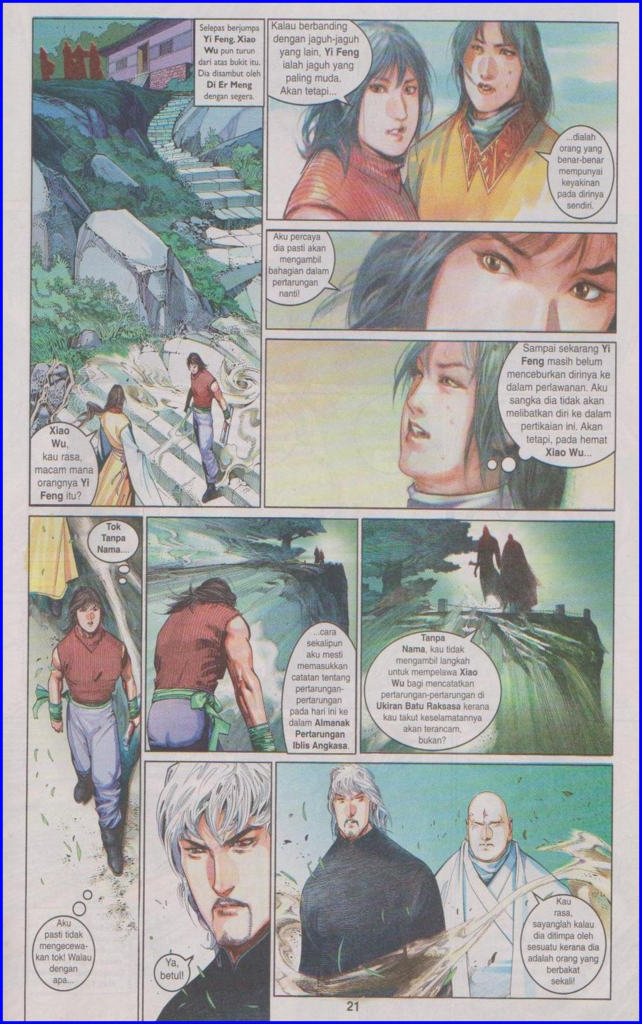 Selepas berjumpa
Yi Feng, Xiao
Wu pun turun
dari atas bukit itu.
Dia disambut oleh
Di Er Meng
dengan segera.
Xiao
Wu,
kau rasa,
macam mana
orangnya Yi
Feng itu?
Kalau berbanding
dengan jaguh-jaguh
yang lain, Yi Feng
ialah jaguh yang
paling muda.
Akan tetapi...
...dialah
orang yang
benar-benar
mempunyai
keyakinan
pada dirinya
sendiri.
Aku percaya
dia pasti akan
mengambil
bahagian dalam
pertarungan
nanti!
Sampai sekarang Yi
Feng masih belum
menceburkan dirinya ke
dalam perlawanan. Aku
sangka dia tidak akan
melibatkan diri ke dalam
pertikaian ini. Akan
tetapi, pada hemat
Xiao Wu...
Tok
Tanpa
Nama....
Aku
pasti tidak
mengecewa-
kan tok! Walau
dengan
apa...
...cara
sekalipun
aku mesti
memasukkan
catatan tentang
pertarungan-
pertarungan
pada hari ini ke
dalam Almanak
Pertarungan
Iblis Angkasa.
Tanpa
Nama, kau tidak
mengambil langkah
untuk mempelawa Xiao
Wu bagi mencatatkan
pertarungan-pertarungan di
Ukiran Batu Raksasa kerana
kau takut keselamatannya
akan terancam,
bukan?
Ya,
betul!
Kau
rasa,
sayanglah kalau
dia ditimpa oleh
sesuatu kerana dia
adalah orang yang
berbakat
sekali!
21